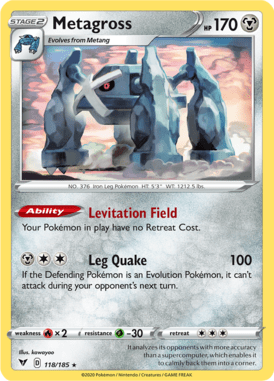 STAGE 2 Metagross HP 170
Evolves from Metang
NO. 376 Iron Leg Pokémon HT: 5'3" WT: 1212.5 lbs.
Ability Levitation Field
Your Pokémon in play have no Retreat Cost.
Leg Quake 100
If the Defending Pokémon is an Evolution Pokémon, it can't
attack during your opponent's next turn.
weakness ×2 resistance -30 retreat
Illus. kawayoo
D 118/185 ★
It analyzes its opponents with more accuracy
than a supercomputer, which enables it
to calmly back them into a corner.
©2020 Pokémon / Nintendo / Creatures / GAME FREAK